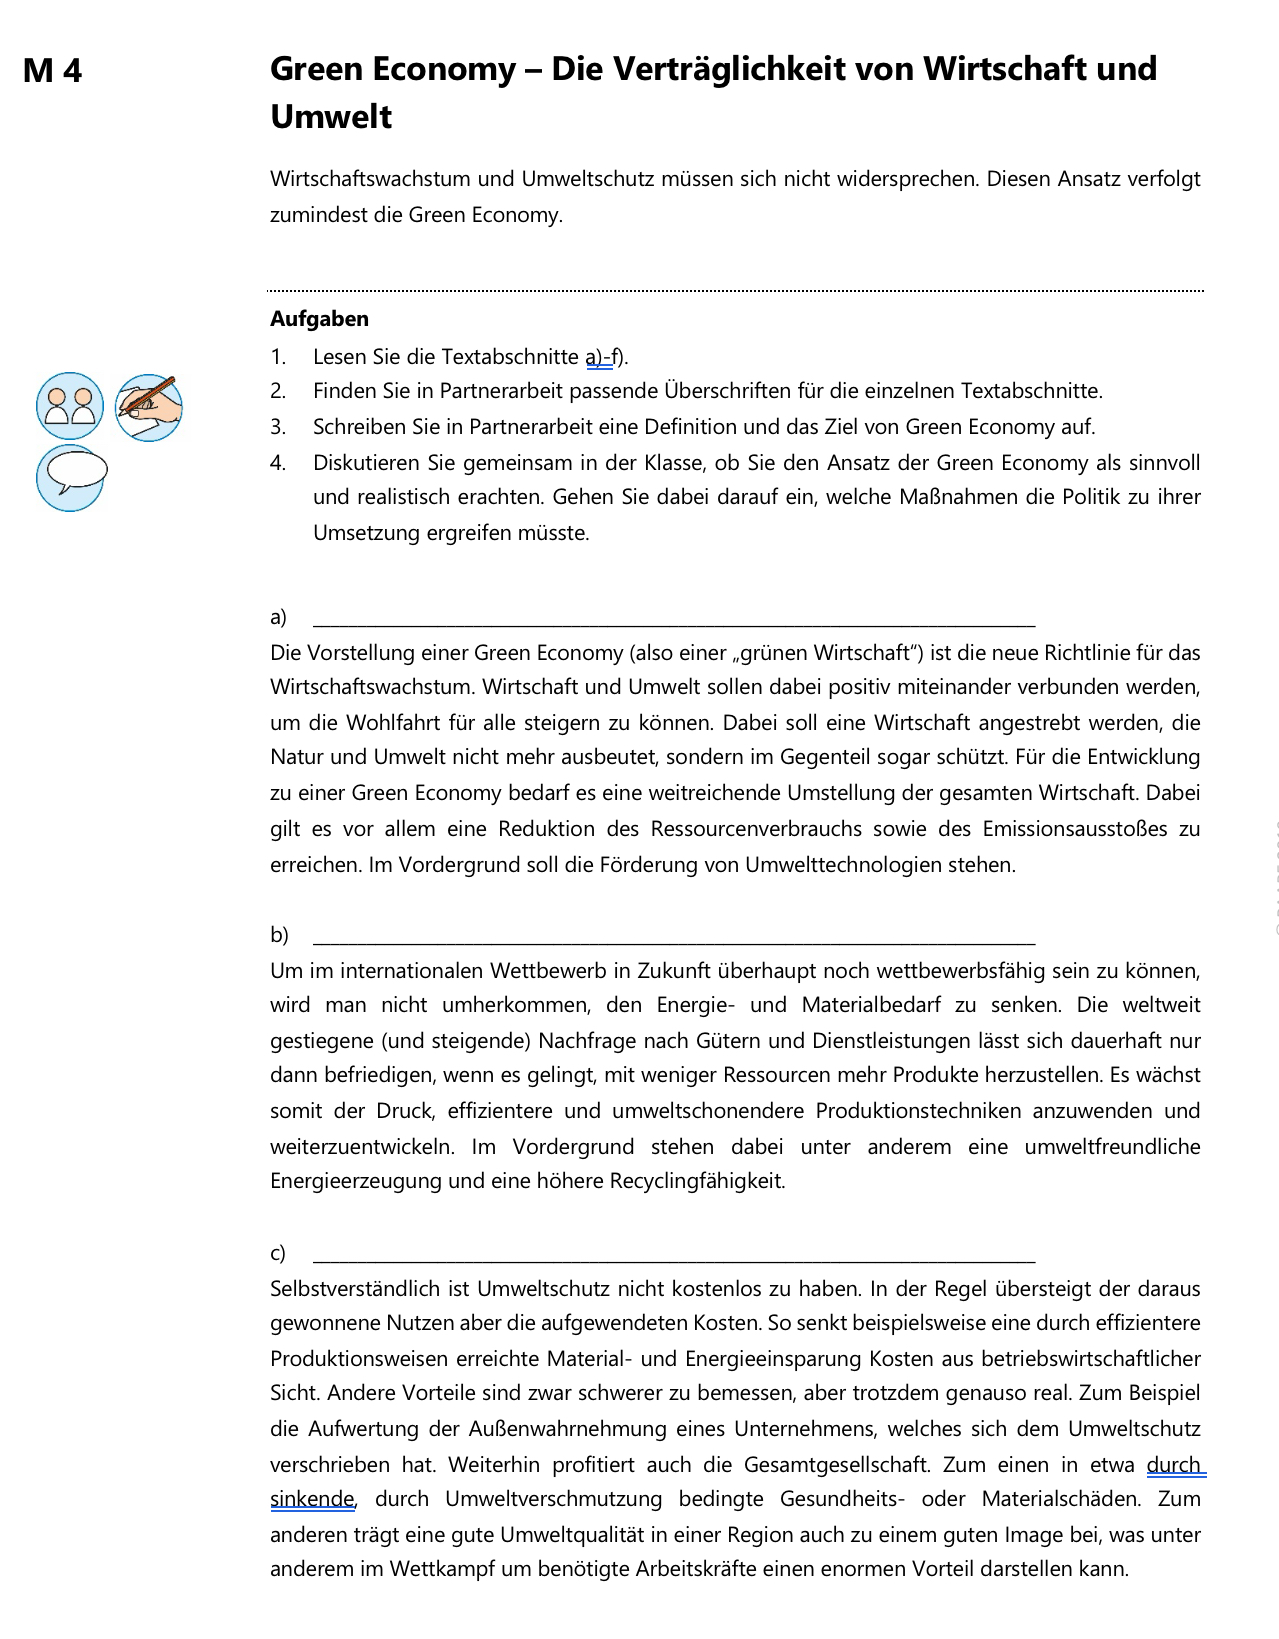 M 4
Green Economy – Die Verträglichkeit von Wirtschaft und
Umwelt
Wirtschaftswachstum und Umweltschutz müssen sich nicht widersprechen. Diesen Ansatz verfolgt
zumindest die Green Economy.
Aufgaben
1. Lesen Sie die Textabschnitte a)-f).
2. Finden Sie in Partnerarbeit passende Überschriften für die einzelnen Textabschnitte.
3. Schreiben Sie in Partnerarbeit eine Definition und das Ziel von Green Economy auf.
4. Diskutieren Sie gemeinsam in der Klasse, ob Sie den Ansatz der Green Economy als sinnvoll
und realistisch erachten. Gehen Sie dabei darauf ein, welche Maßnahmen die Politik zu ihrer
Umsetzung ergreifen müsste.
a) ______________________________
Die Vorstellung einer Green Economy (also einer „grünen Wirtschaft“) ist die neue Richtlinie für das
Wirtschaftswachstum. Wirtschaft und Umwelt sollen dabei positiv miteinander verbunden werden,
um die Wohlfahrt für alle steigern zu können. Dabei soll eine Wirtschaft angestrebt werden, die
Natur und Umwelt nicht mehr ausbeutet, sondern im Gegenteil sogar schützt. Für die Entwicklung
zu einer Green Economy bedarf es eine weitreichende Umstellung der gesamten Wirtschaft. Dabei
gilt es vor allem eine Reduktion des Ressourcenverbrauchs sowie des Emissionsausstoßes zu
erreichen. Im Vordergrund soll die Förderung von Umwelttechnologien stehen.
b) ______________________________
Um im internationalen Wettbewerb in Zukunft überhaupt noch wettbewerbsfähig sein zu können,
wird man nicht umherkommen, den Energie- und Materialbedarf zu senken. Die weltweit
gestiegene (und steigende) Nachfrage nach Gütern und Dienstleistungen lässt sich dauerhaft nur
dann befriedigen, wenn es gelingt, mit weniger Ressourcen mehr Produkte herzustellen. Es wächst
somit der Druck, effizientere und umweltschonendere Produktionstechniken anzuwenden und
weiterzuentwickeln. Im Vordergrund stehen dabei unter anderem eine umweltfreundliche
Energieerzeugung und eine höhere Recyclingfähigkeit.
c) ______________________________
Selbstverständlich ist Umweltschutz nicht kostenlos zu haben. In der Regel übersteigt der daraus
gewonnene Nutzen aber die aufgewendeten Kosten. So senkt beispielsweise eine durch effizientere
Produktionsweisen erreichte Material- und Energieeinsparung Kosten aus betriebswirtschaftlicher
Sicht. Andere Vorteile sind zwar schwerer zu bemessen, aber trotzdem genauso real. Zum Beispiel
die Aufwertung der Außenwahrnehmung eines Unternehmens, welches sich dem Umweltschutz
verschrieben hat. Weiterhin profitiert auch die Gesamtgesellschaft. Zum einen in etwa durch
sinkende, durch Umweltverschmutzung bedingte Gesundheits- oder Materialschäden. Zum
anderen trägt eine gute Umweltqualität in einer Region auch zu einem guten Image bei, was unter
anderem im Wettkampf um benötigte Arbeitskräfte einen enormen Vorteil darstellen kann.